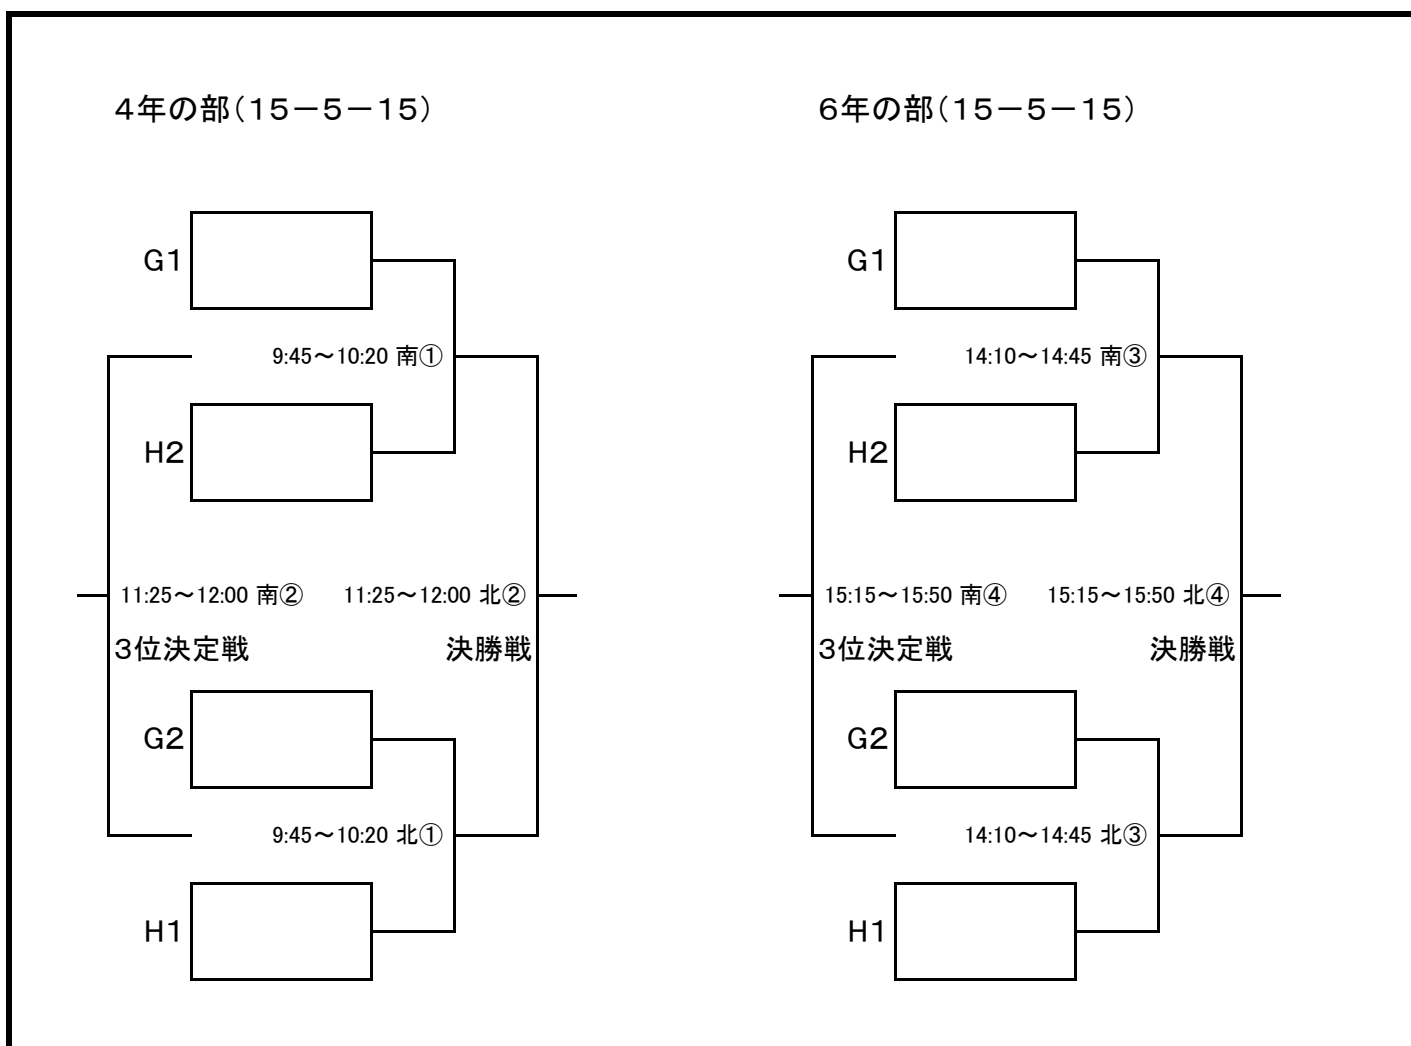 ４年の部（１５－５－１５）
G1
9:45～10:20 南①
H2
11:25～12:00 南②
11:25～12:00 北②
３位決定戦
決勝戦
G2
9:45～10:20 北①
H1
６年の部（１５－５－１５）
G1
14:10～14:45 南③
H2
15:15～15:50 南④
15:15～15:50 北④
３位決定戦
決勝戦
G2
14:10～14:45 北③
H1